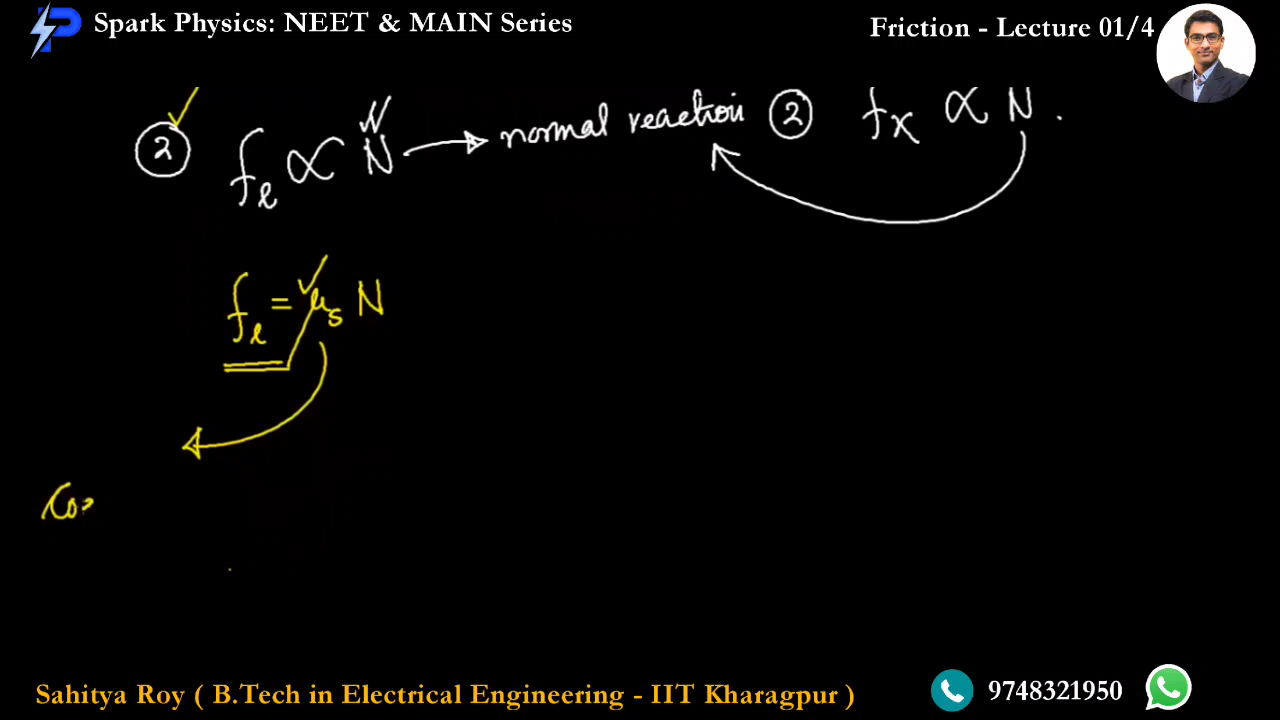 Spark Physics: NEET & MAIN Series
Friction - Lecture 01/4
② fℓ ∝ N → normal reaction ② fK ∝ N.
fℓ = μs N
Sahitya Roy ( B.Tech in Electrical Engineering - IIT Kharagpur )
9748321950